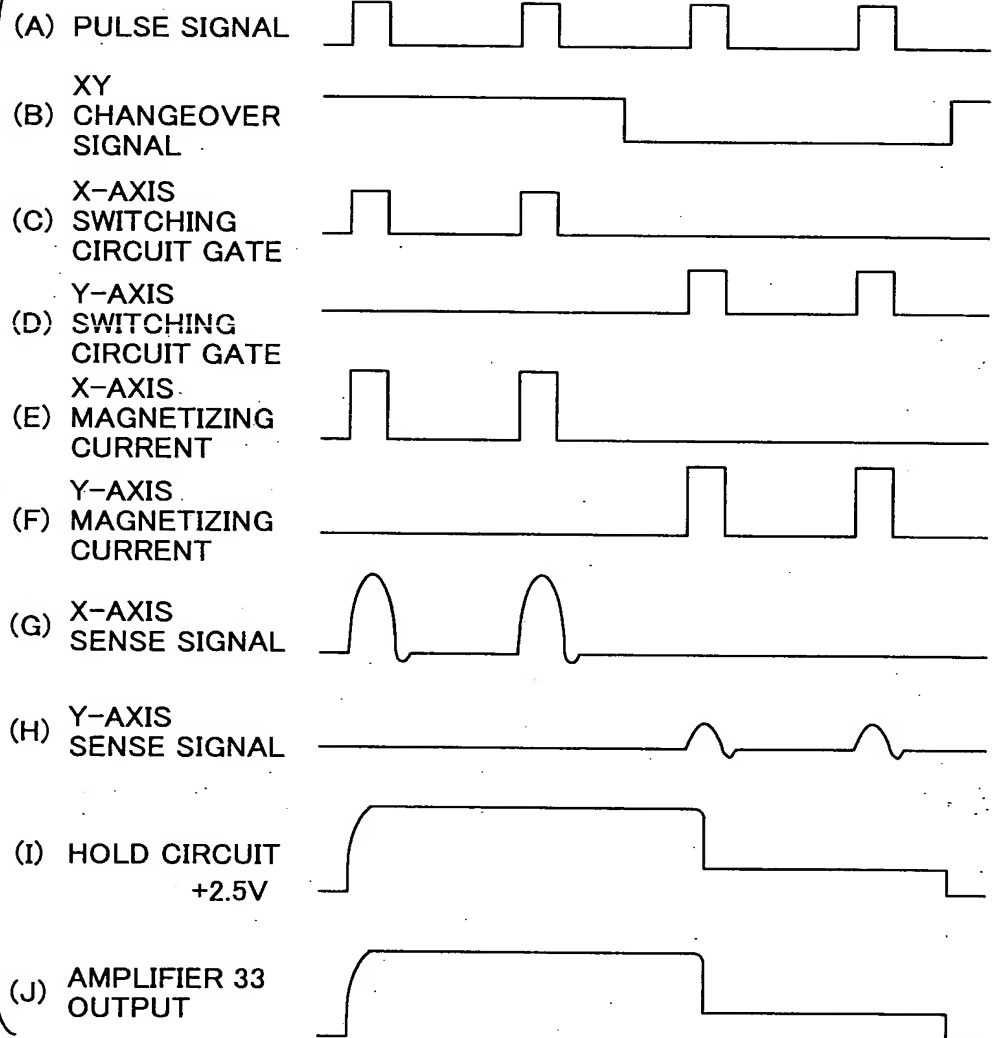 (A) PULSE SIGNAL
XY
(B) CHANGEOVER
SIGNAL
X-AXIS
(C) SWITCHING
CIRCUIT GATE
Y-AXIS
(D) SWITCHING
CIRCUIT GATE
X-AXIS
(E) MAGNETIZING
CURRENT
Y-AXIS
(F) MAGNETIZING
CURRENT
(G) X-AXIS
SENSE SIGNAL
(H) Y-AXIS
SENSE SIGNAL
(I) HOLD CIRCUIT
+2.5V
(J) AMPLIFIER 33
OUTPUT